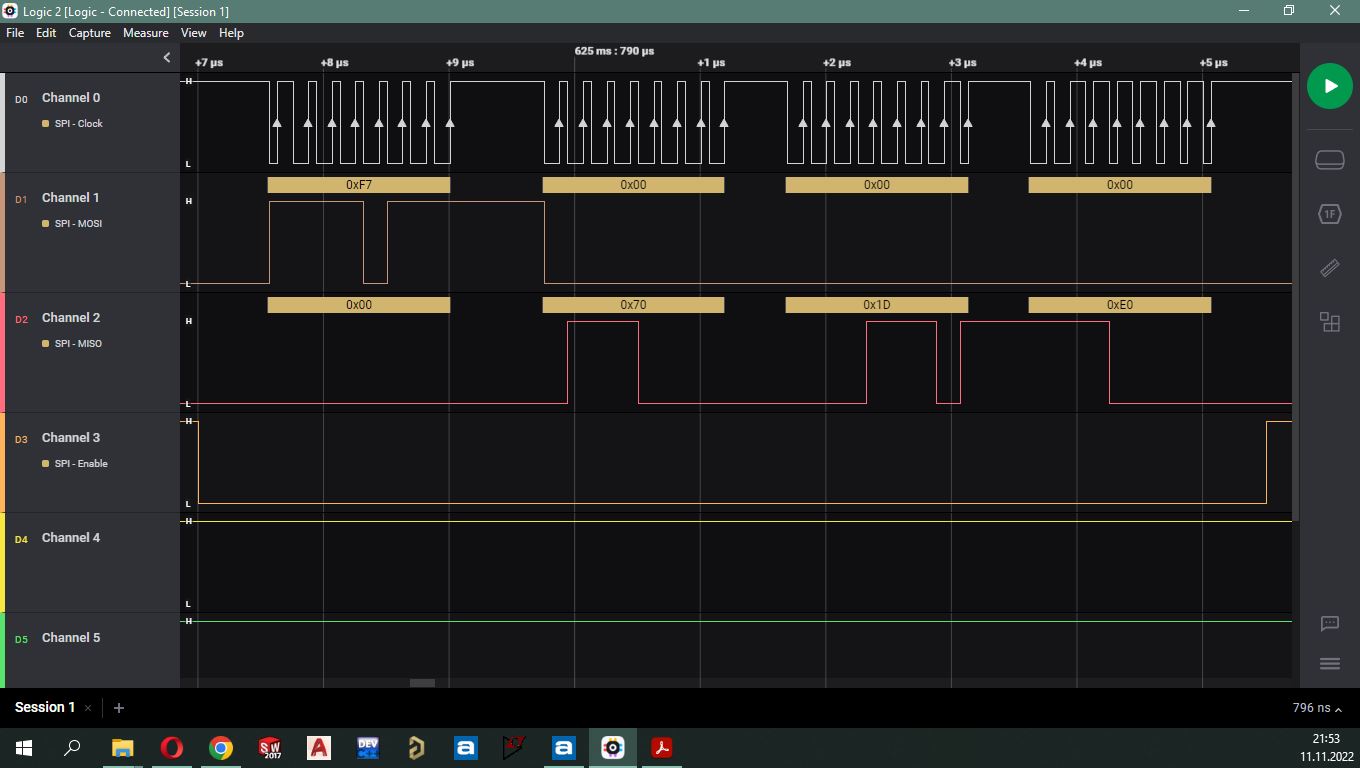 Logic 2 [Logic - Connected] [Session 1]
File Edit Capture Measure View Help
625 ms : 790 µs
+7 µs +8 µs +9 µs +1 µs +2 µs +3 µs +4 µs +5 µs
D0 Channel 0
SPI - Clock
H
L
D1 Channel 1
SPI - MOSI
H
L
0xF7 0x00 0x00 0x00
D2 Channel 2
SPI - MISO
H
L
0x00 0x70 0x1D 0xE0
D3 Channel 3
SPI - Enable
H
L
D4 Channel 4
H
L
D5 Channel 5
H
1F
Session 1 × +
796 ns
SW
2017
A
DEV
a
a
21:53
11.11.2022